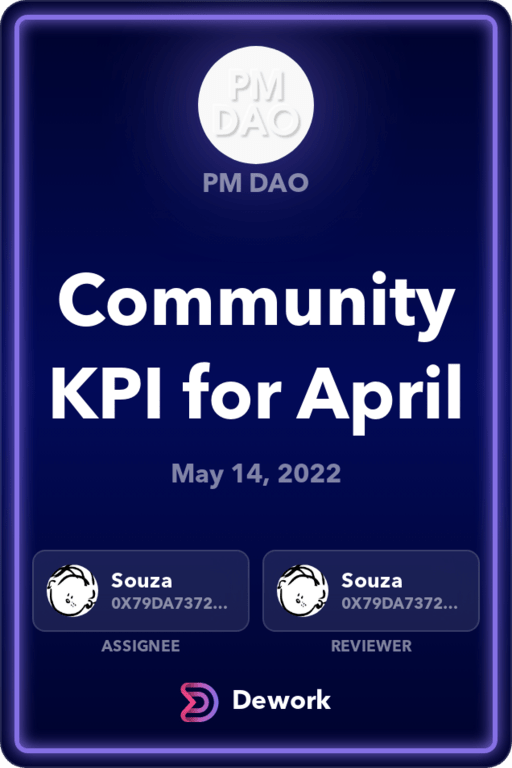 PM
DAO
PM DAO
Community
KPI for April
May 14, 2022
Souza
0X79DA7372...
ASSIGNEE
Souza
0X79DA7372...
REVIEWER
Dework